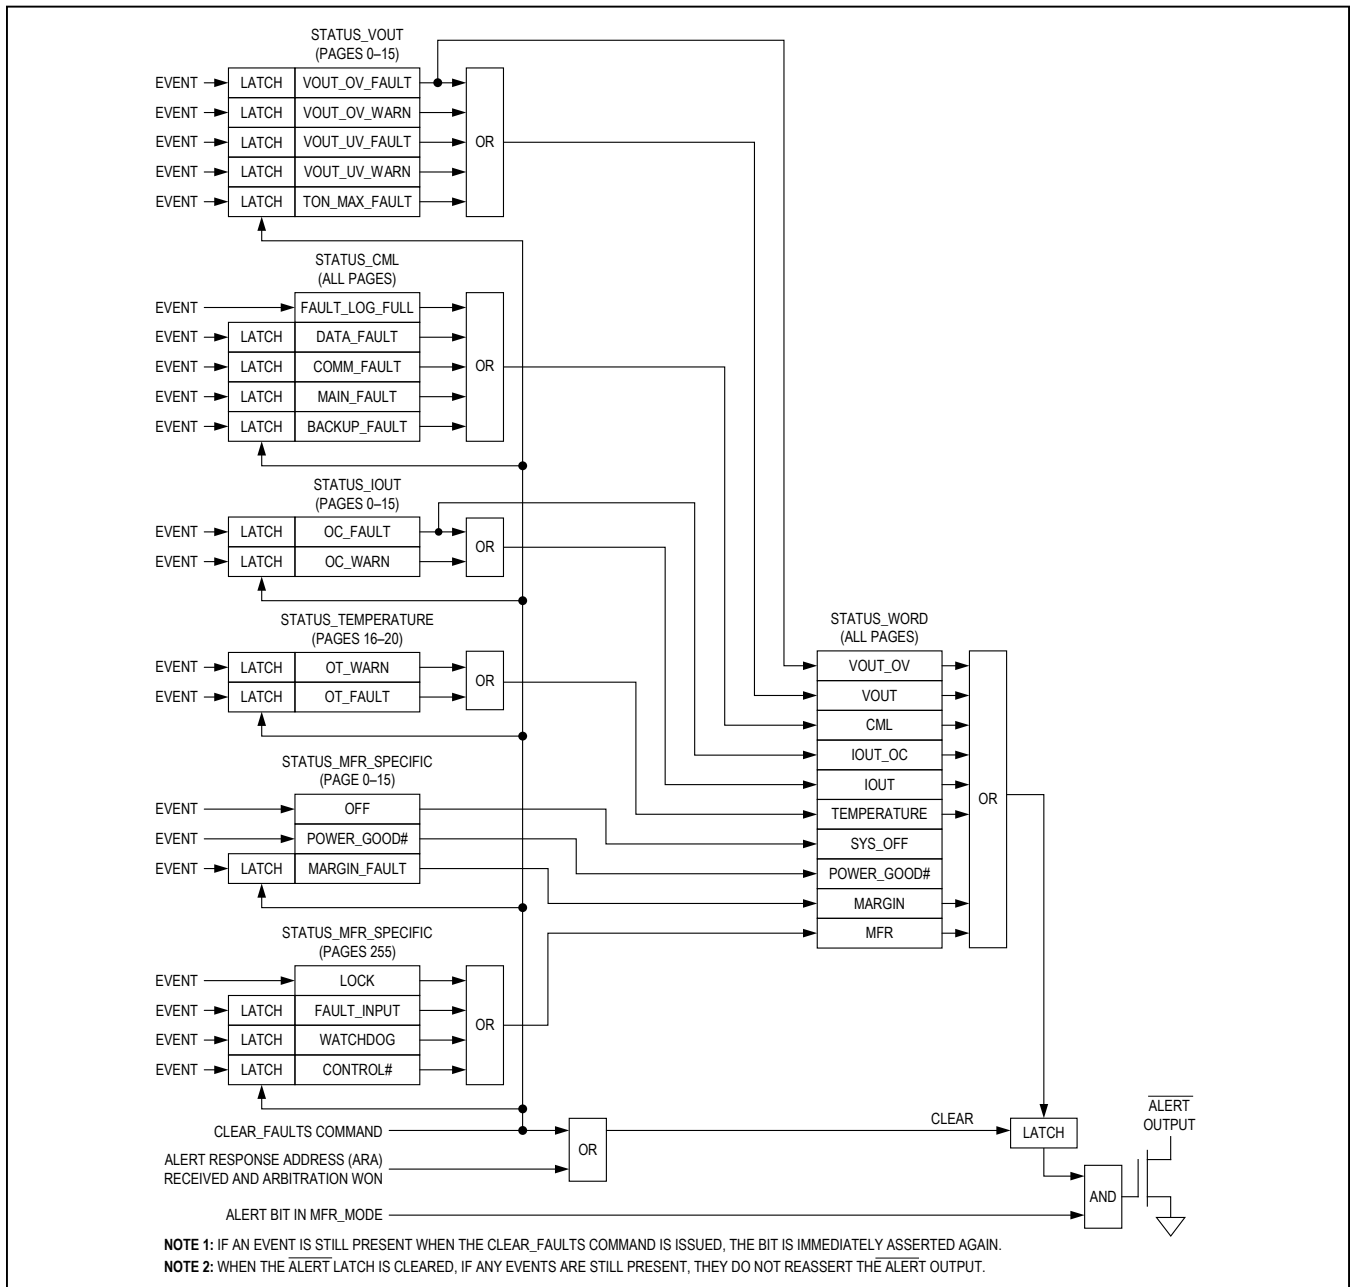 STATUS_VOUT
(PAGES 0–15)
EVENT LATCH VOUT_OV_FAULT
EVENT LATCH VOUT_OV_WARN
EVENT LATCH VOUT_UV_FAULT OR
EVENT LATCH VOUT_UV_WARN
EVENT LATCH TON_MAX_FAULT
STATUS_CML
(ALL PAGES)
EVENT FAULT_LOG_FULL
EVENT LATCH DATA_FAULT
EVENT LATCH COMM_FAULT OR
EVENT LATCH MAIN_FAULT
EVENT LATCH BACKUP_FAULT
STATUS_IOUT
(PAGES 0–15)
EVENT LATCH OC_FAULT
OR
EVENT LATCH OC_WARN
STATUS_TEMPERATURE
(PAGES 16–20)
EVENT LATCH OT_WARN
OR
EVENT LATCH OT_FAULT
STATUS_MFR_SPECIFIC
(PAGE 0–15)
EVENT OFF
EVENT POWER_GOOD#
EVENT LATCH MARGIN_FAULT
STATUS_MFR_SPECIFIC
(PAGES 255)
EVENT LOCK
EVENT LATCH FAULT_INPUT
OR
EVENT LATCH WATCHDOG
EVENT LATCH CONTROL#
STATUS_WORD
(ALL PAGES)
VOUT_OV
VOUT
CML
IOUT_OC
IOUT
OR
TEMPERATURE
SYS_OFF
POWER_GOOD#
MARGIN
MFR
CLEAR_FAULTS COMMAND
OR
CLEAR
LATCH
ALERT RESPONSE ADDRESS (ARA)
RECEIVED AND ARBITRATION WON
ALERT
OUTPUT
AND
ALERT BIT IN MFR_MODE
NOTE 1: IF AN EVENT IS STILL PRESENT WHEN THE CLEAR_FAULTS COMMAND IS ISSUED, THE BIT IS IMMEDIATELY ASSERTED AGAIN.
NOTE 2: WHEN THE ALERT LATCH IS CLEARED, IF ANY EVENTS ARE STILL PRESENT, THEY DO NOT REASSERT THE ALERT OUTPUT.